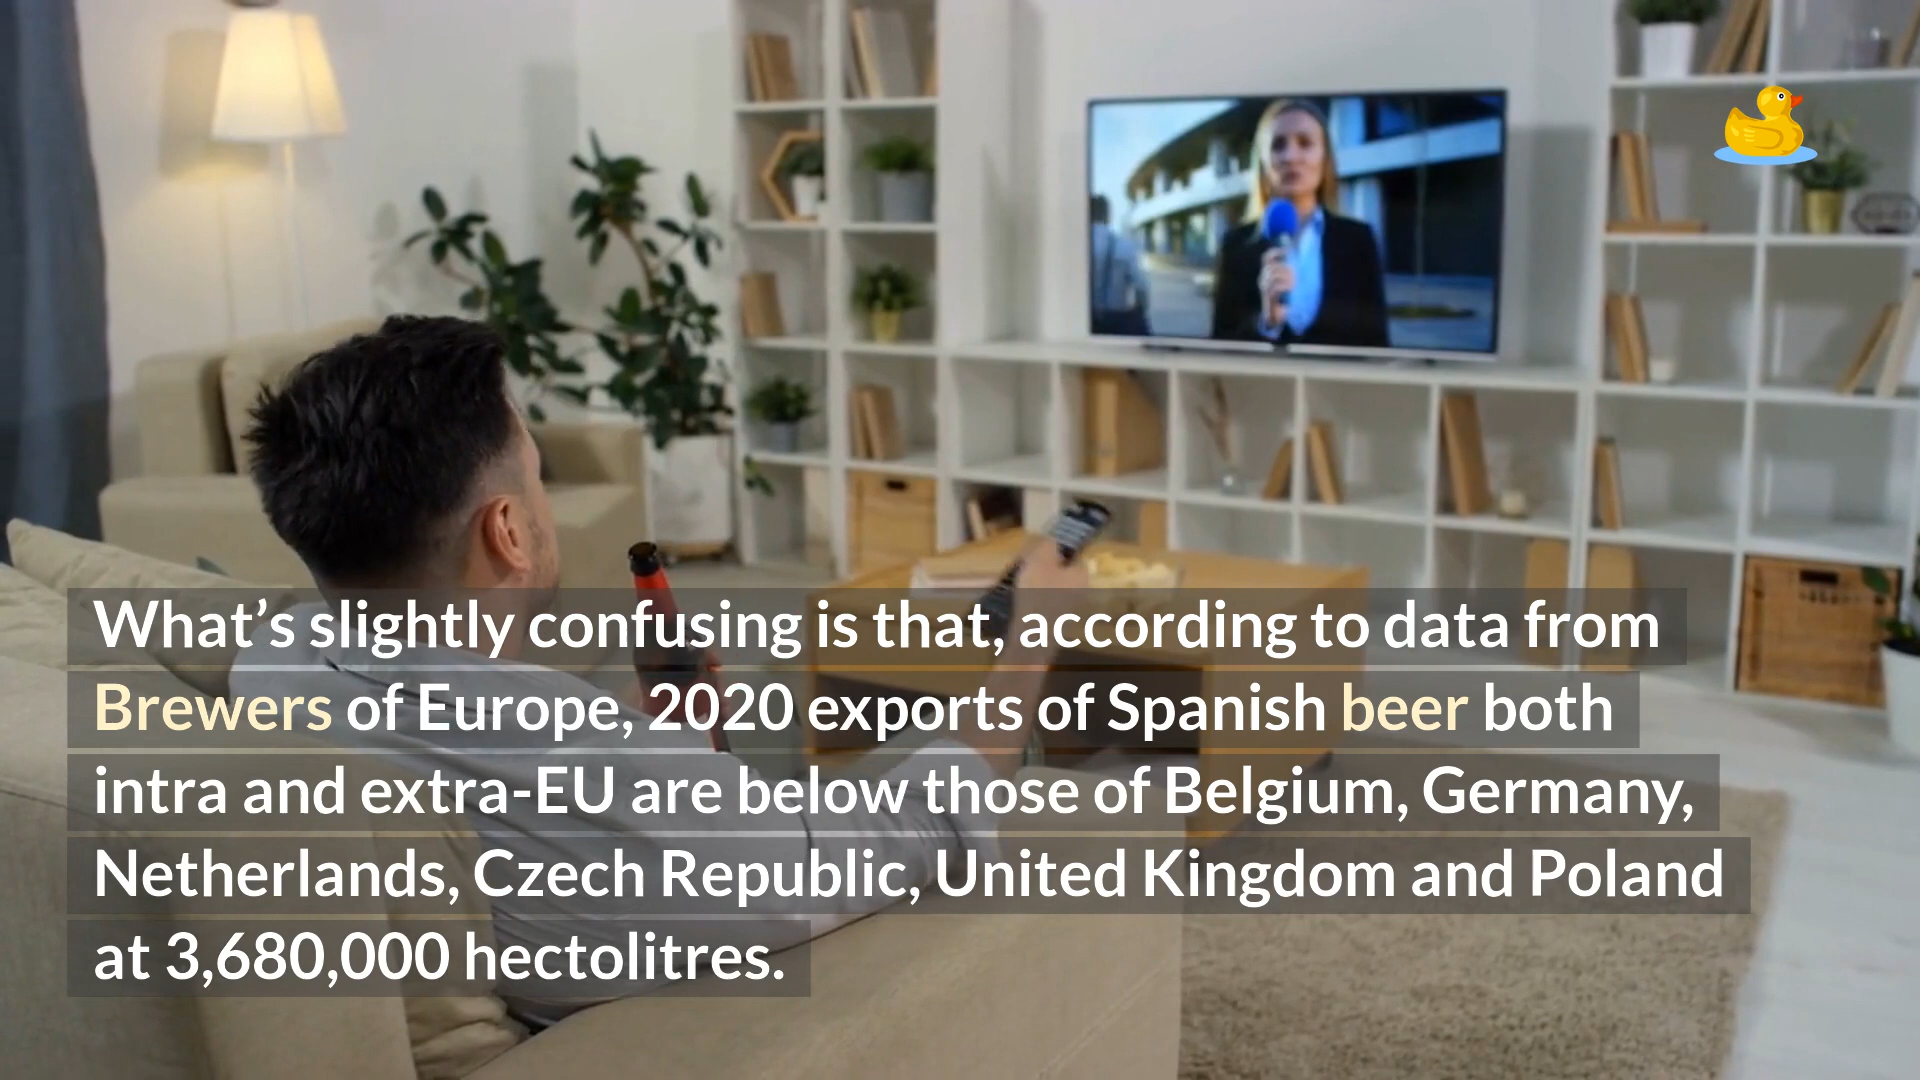 What’s slightly confusing is that, according to data from
Brewers of Europe, 2020 exports of Spanish beer both
intra and extra-EU are below those of Belgium, Germany,
Netherlands, Czech Republic, United Kingdom and Poland
at 3,680,000 hectolitres.